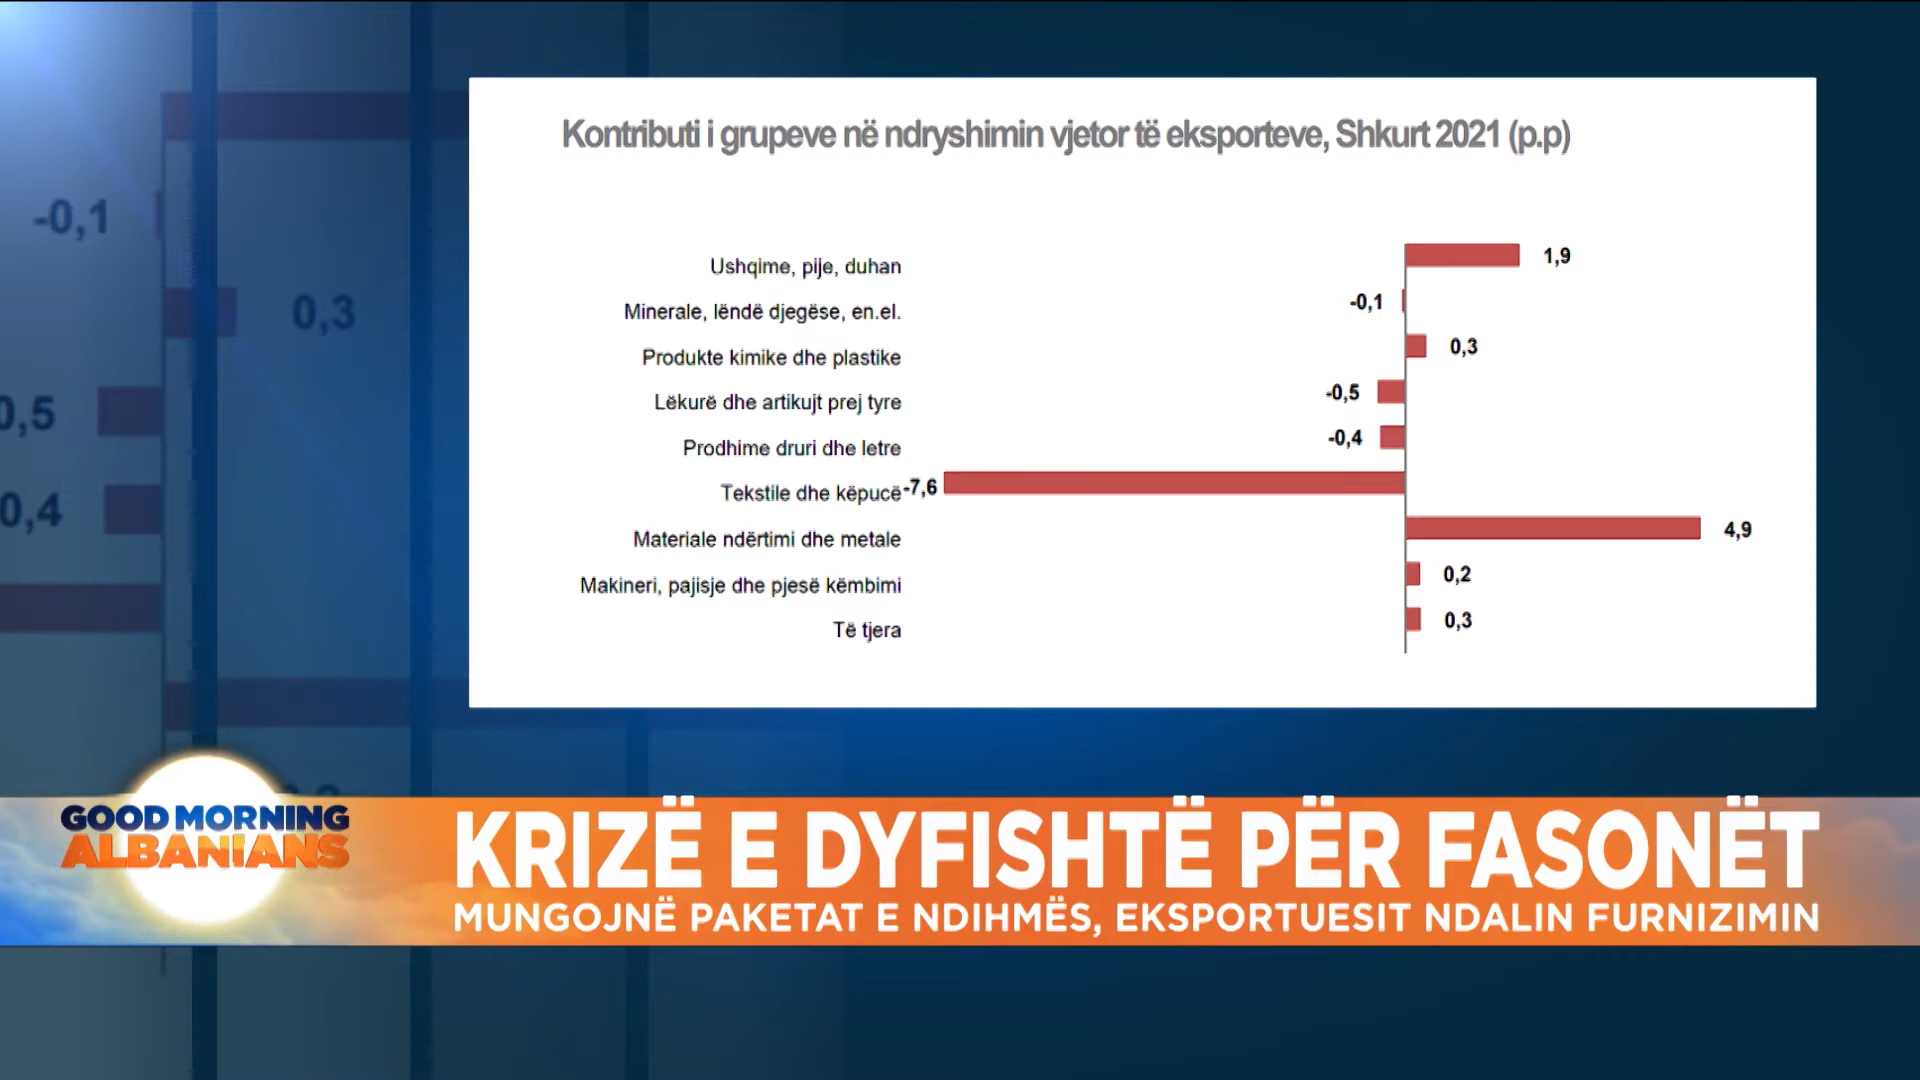 Kontributi i grupeve në ndryshimin vjetor të eksporteve, Shkurt 2021 (p.p)
Ushqime, pije, duhan 1,9
Minerale, lëndë djegëse, en.el. -0,1
Produkte kimike dhe plastike 0,3
Lëkurë dhe artikujt prej tyre -0,5
Prodhime druri dhe letre -0,4
Tekstile dhe këpucë -7,6
Materiale ndërtimi dhe metale 4,9
Makineri, pajisje dhe pjesë këmbimi 0,2
Të tjera 0,3
-0,1
0,3
0,5
0,4
GOOD MORNING
ALBANIANS
KRIZË E DYFISHTË PËR FASONËT
MUNGOJNË PAKETAT E NDIHMËS, EKSPORTUESIT NDALIN FURNIZIMIN